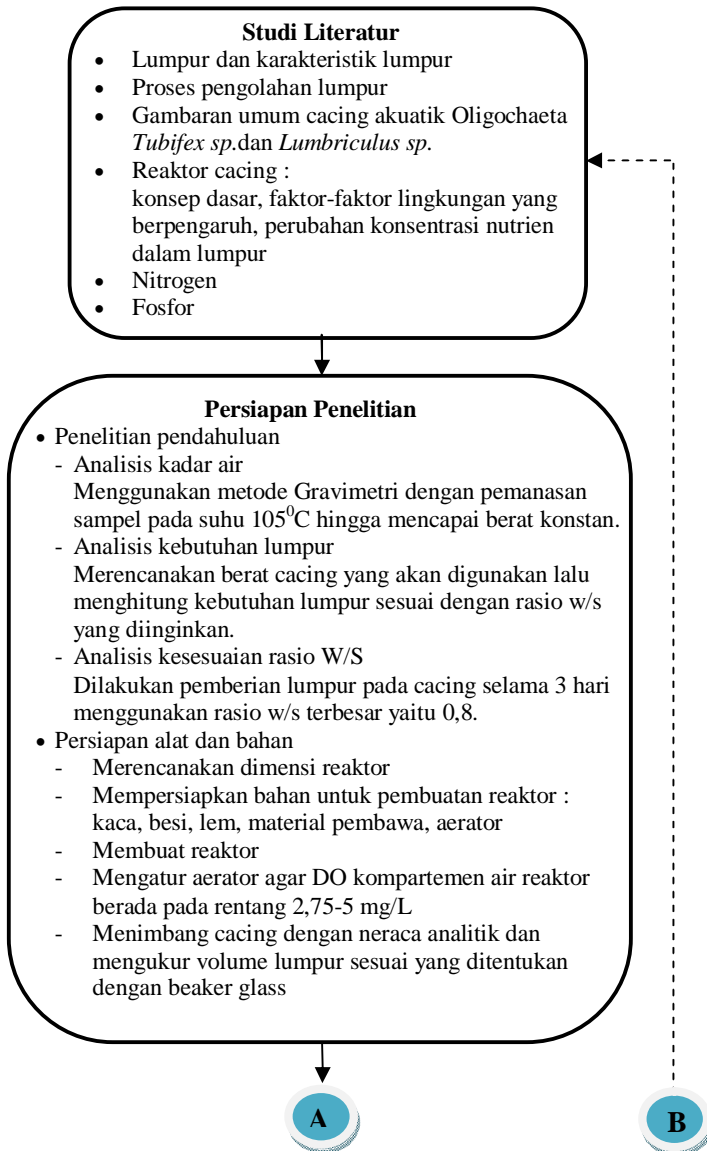 Studi Literatur
• Lumpur dan karakteristik lumpur
• Proses pengolahan lumpur
• Gambaran umum cacing akuatik Oligochaeta
Tubifex sp.dan Lumbriculus sp.
• Reaktor cacing :
konsep dasar, faktor-faktor lingkungan yang
berpengaruh, perubahan konsentrasi nutrien
dalam lumpur
• Nitrogen
• Fosfor
Persiapan Penelitian
• Penelitian pendahuluan
- Analisis kadar air
Menggunakan metode Gravimetri dengan pemanasan
sampel pada suhu 105⁰C hingga mencapai berat konstan.
- Analisis kebutuhan lumpur
Merencanakan berat cacing yang akan digunakan lalu
menghitung kebutuhan lumpur sesuai dengan rasio w/s
yang diinginkan.
- Analisis kesesuaian rasio W/S
Dilakukan pemberian lumpur pada cacing selama 3 hari
menggunakan rasio w/s terbesar yaitu 0,8.
• Persiapan alat dan bahan
- Merencanakan dimensi reaktor
- Mempersiapkan bahan untuk pembuatan reaktor :
kaca, besi, lem, material pembawa, aerator
- Membuat reaktor
- Mengatur aerator agar DO kompartemen air reaktor
berada pada rentang 2,75-5 mg/L
- Menimbang cacing dengan neraca analitik dan
mengukur volume lumpur sesuai yang ditentukan
dengan beaker glass
A
B